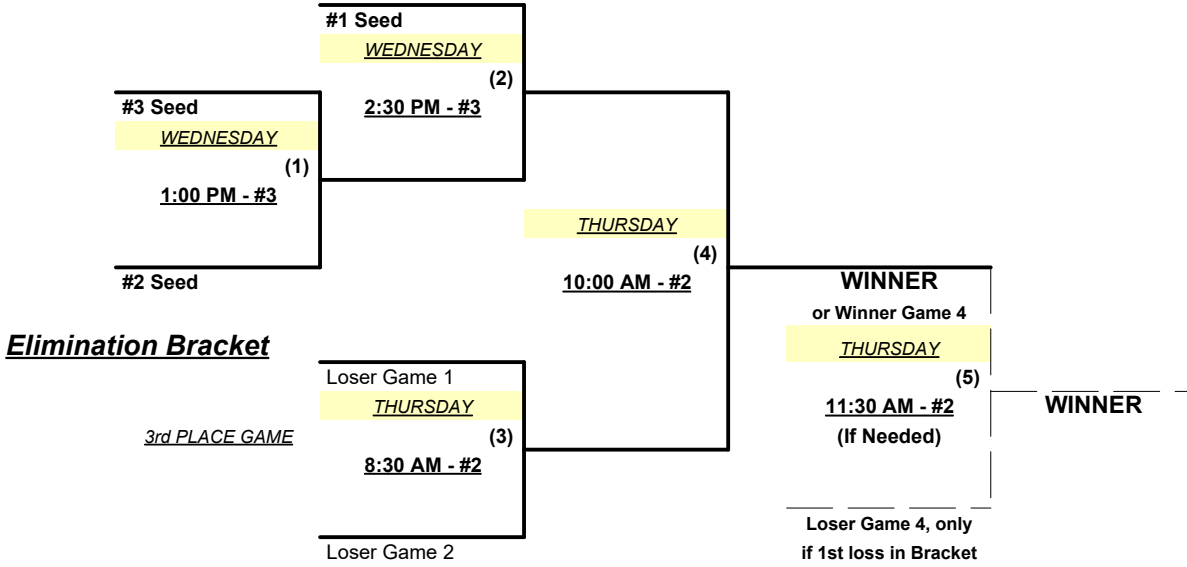 #1 Seed
WEDNESDAY
(2)
2:30 PM - #3
#3 Seed
WEDNESDAY
(1)
1:00 PM - #3
#2 Seed
THURSDAY
(4)
10:00 AM - #2
WINNER
or Winner Game 4
THURSDAY
(5)
11:30 AM - #2
(If Needed)
WINNER
Loser Game 4, only
if 1st loss in Bracket
Elimination Bracket
Loser Game 1
THURSDAY
3rd PLACE GAME
(3)
8:30 AM - #2
Loser Game 2